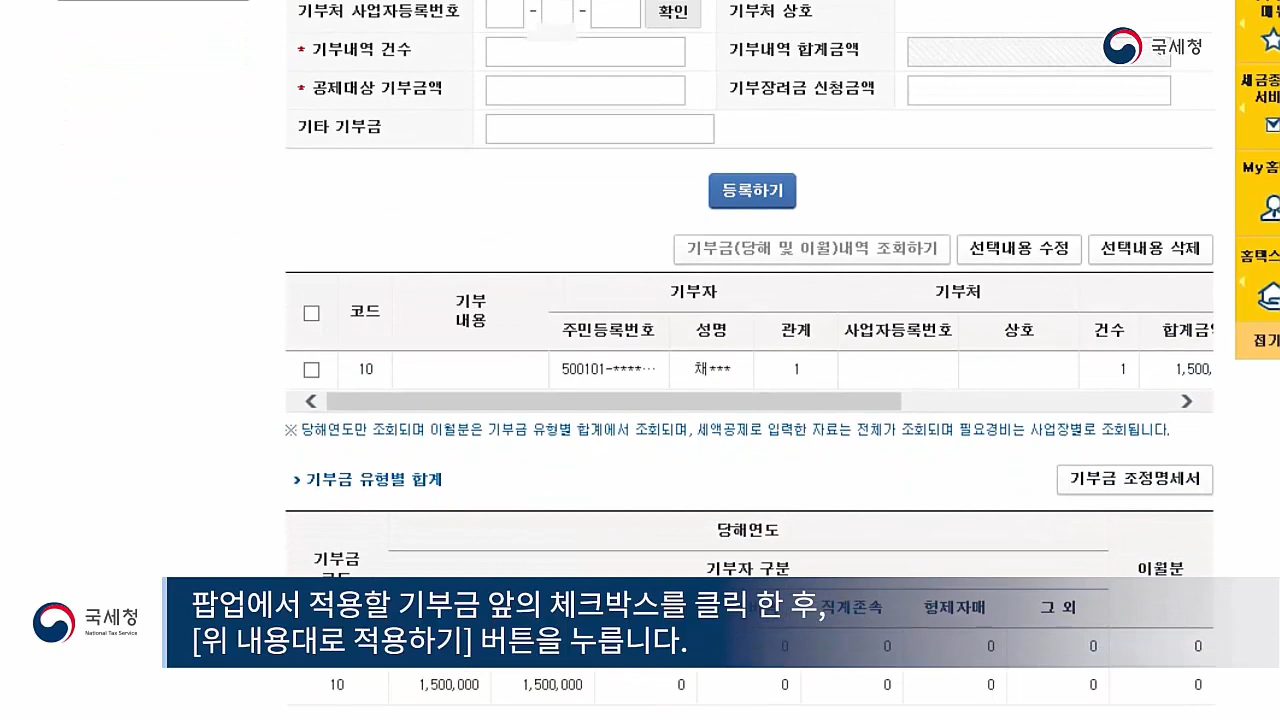 기부처 사업자등록번호 - - 확인 기부처 상호
* 기부내역 건수 기부내역 합계금액
국세청
* 공제대상 기부금액 기부장려금 신청금액
기타 기부금
등록하기
기부금(당해 및 이월)내역 조회하기 선택내용 수정 선택내용 삭제
코드 기부 내용 기부자 기부처
주민등록번호 성명 관계 사업자등록번호 상호 건수
10 500101-****… 채*** 1 1 1,500,
※ 당해연도만 조회되며 이월분은 기부금 유형별 합계에서 조회되며, 세액공제로 입력한 자료는 전체가 조회되며 필요경비는 사업장별로 조회됩니다.
> 기부금 유형별 합계 기부금 조정명세서
당해연도
기부금
기부자 구분 이월분
직계존속 형제자매 그 외
0 0 0 0 0
10 1,500,000 1,500,000 0 0 0 0 0 0
국세청
National Tax Service
팝업에서 적용할 기부금 앞의 체크박스를 클릭 한 후,
[위 내용대로 적용하기] 버튼을 누릅니다.
My